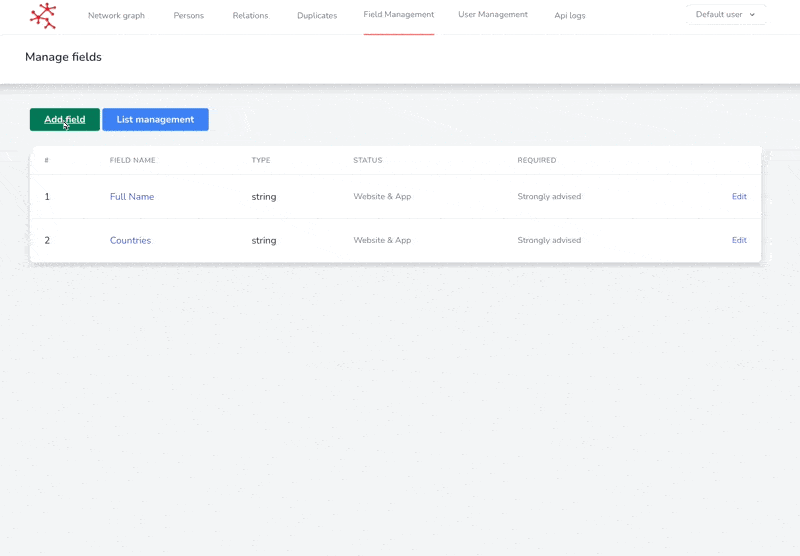 Network graph Persons Relations Duplicates Field Management User Management Api logs Default user
Manage fields
Add field List management
# FIELD NAME TYPE STATUS REQUIRED
1 Full Name string Website & App Strongly advised Edit
2 Countries string Website & App Strongly advised Edit